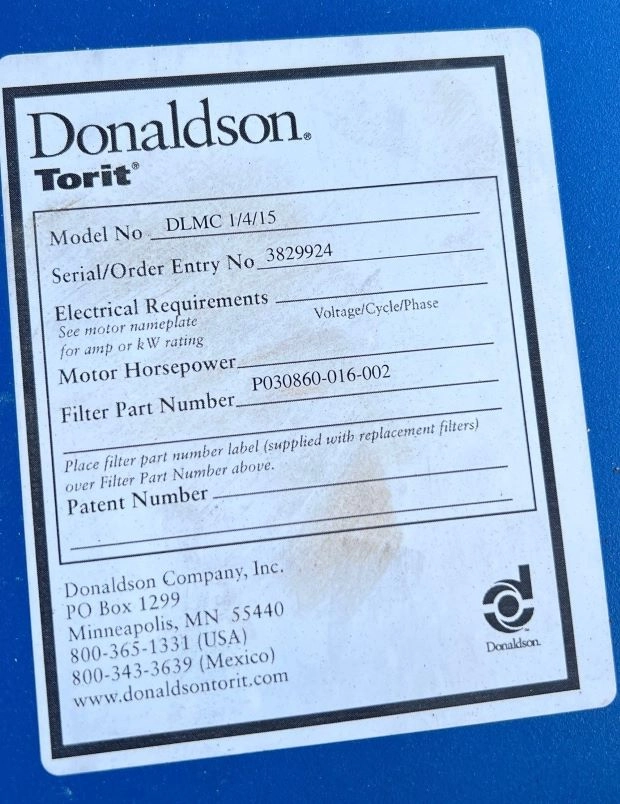 Donaldson®
Torit®
Model No DLMC 1/4/15
Serial/Order Entry No 3829924
Electrical Requirements
See motor nameplate Voltage/Cycle/Phase
for amp or kW rating
Motor Horsepower
Filter Part Number P030860-016-002
Place filter part number label (supplied with replacement filters)
over Filter Part Number above.
Patent Number
Donaldson Company, Inc.
PO Box 1299
Minneapolis, MN 55440
800-365-1331 (USA)
800-343-3639 (Mexico)
www.donaldsontorit.com
Donaldson.